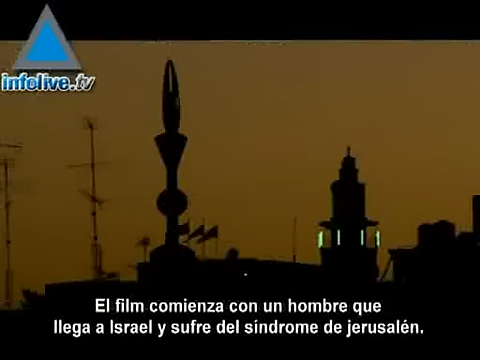 infolive.tv
El film comienza con un hombre que
llega a Israel y sufre del síndrome de jerusalén.